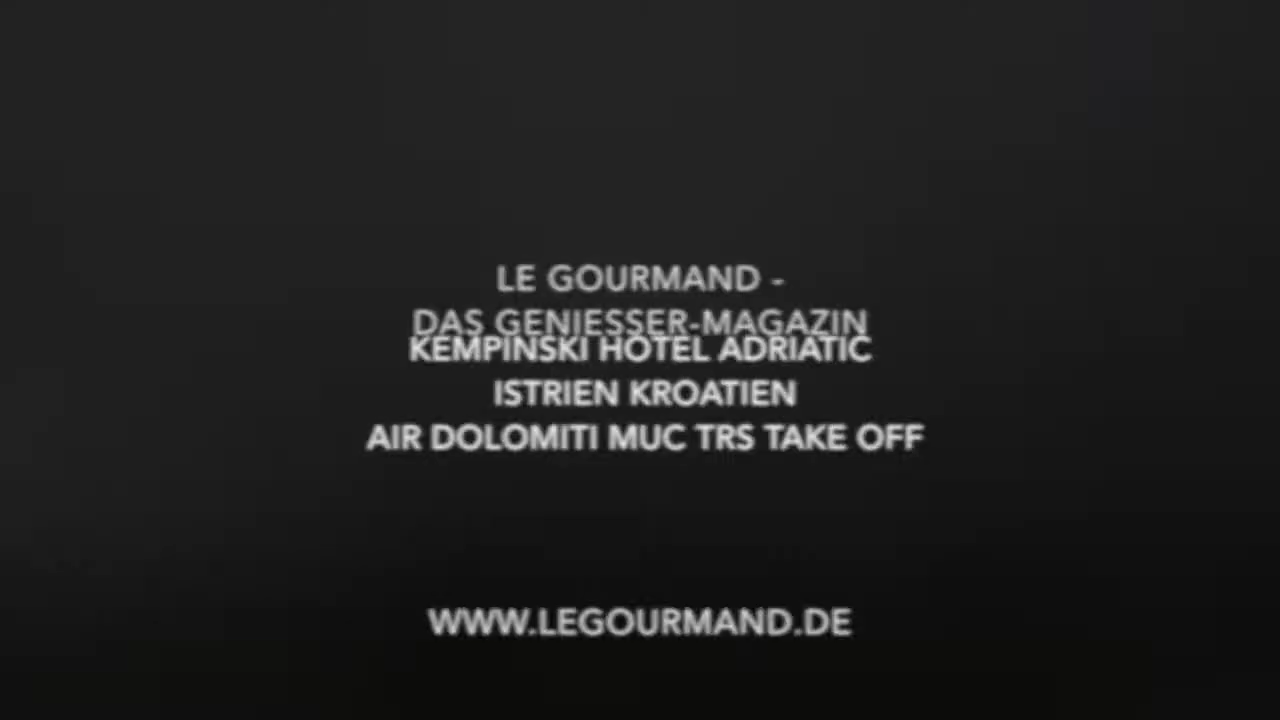 LE GOURMAND -
DAS GENIESSER-MAGAZIN
KEMPINSKI HOTEL ADRIATIC
ISTRIEN KROATIEN
AIR DOLOMITI MUC TRS TAKE OFF
WWW.LEGOURMAND.DE